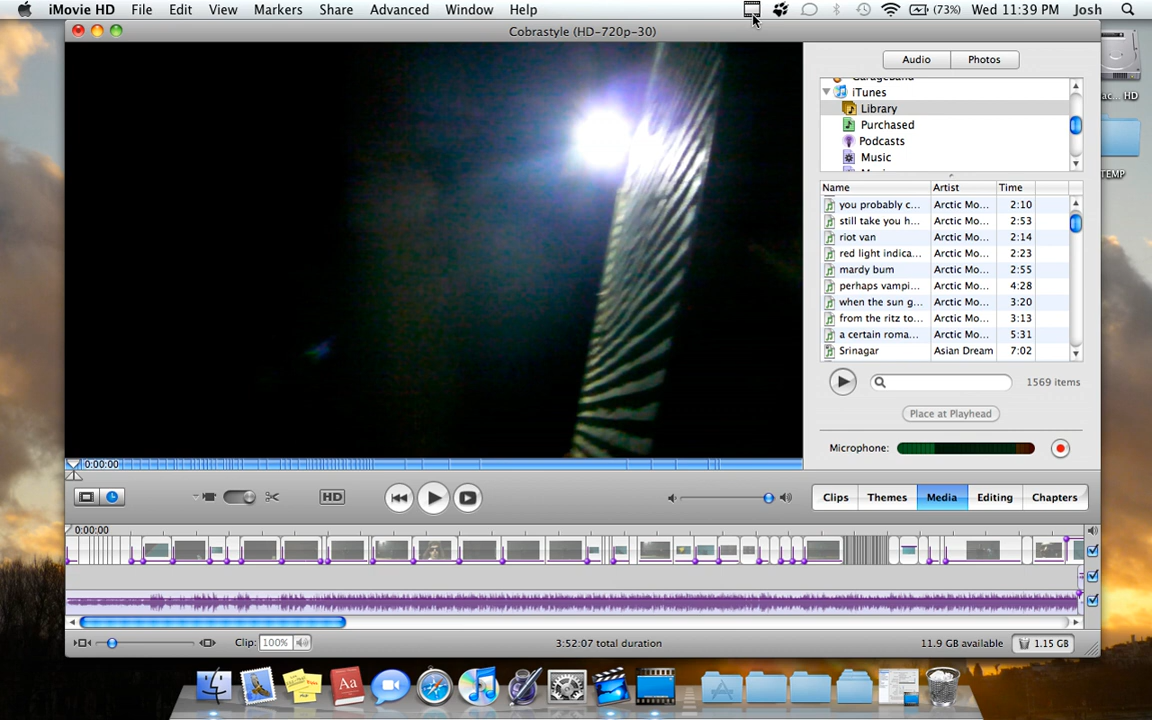 iMovie HD File Edit View Markers Share Advanced Window Help (73%) Wed 11:39 PM Josh
Cobrastyle (HD-720p-30)
Audio Photos
iTunes
Library
Purchased
Podcasts
Music
ac... HD
TEMP
Name Artist Time
you probably c... Arctic Mo... 2:10
still take you h... Arctic Mo... 2:53
riot van Arctic Mo... 2:14
red light indica... Arctic Mo... 2:23
mardy bum Arctic Mo... 2:55
perhaps vampi... Arctic Mo... 4:28
when the sun g... Arctic Mo... 3:20
from the ritz to... Arctic Mo... 3:13
a certain roma... Arctic Mo... 5:31
Srinagar Asian Dream 7:02
1569 items
Place at Playhead
Microphone:
0:00:00
HD
Clips Themes Media Editing Chapters
0:00:00
Clip: 100% 3:52:07 total duration 11.9 GB available 1.15 GB
Aa